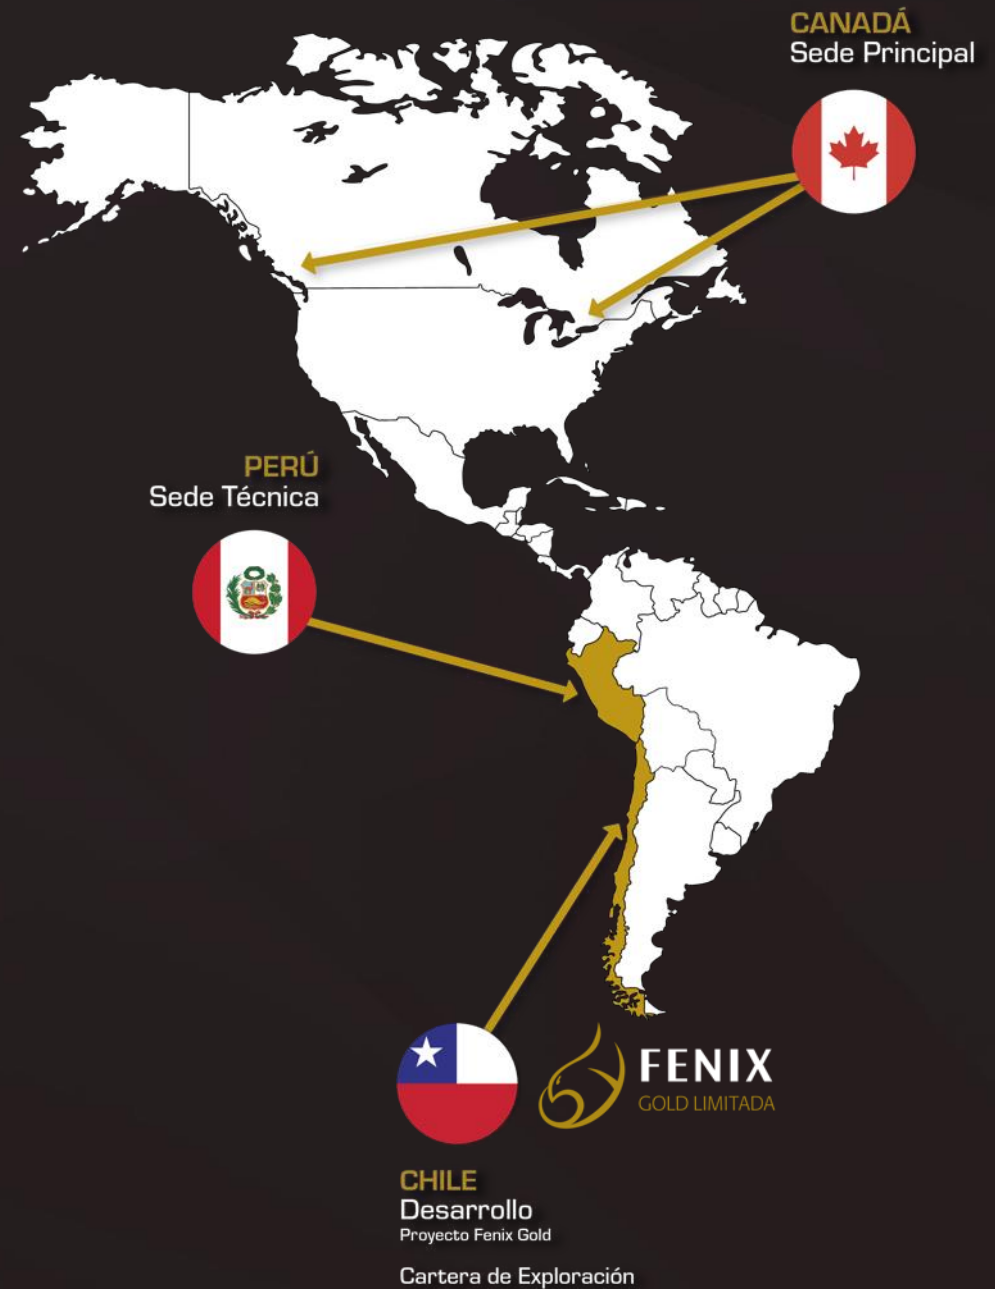 CANADÁ
Sede Principal
PERÚ
Sede Técnica
FENIX
GOLD LIMITADA
CHILE
Desarrollo
Proyecto Fenix Gold
Cartera de Exploración